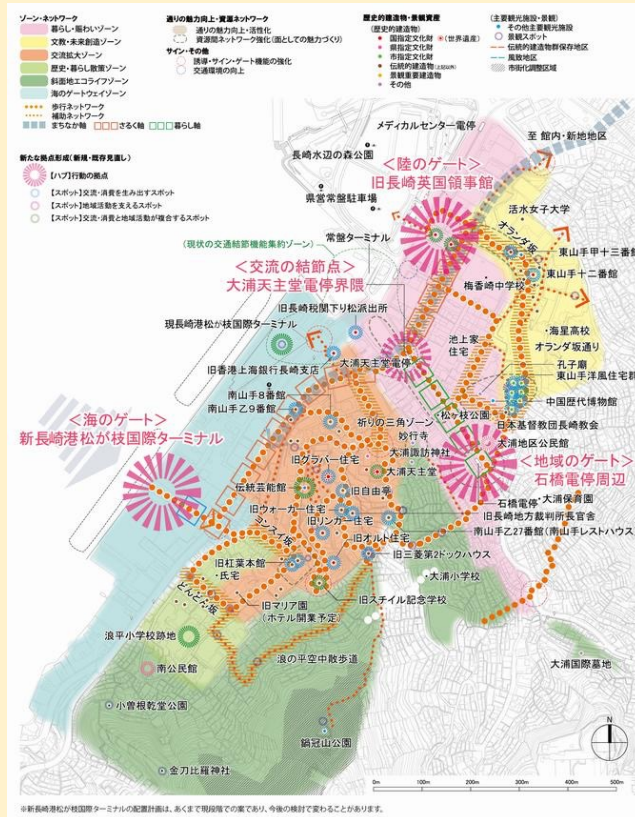 ゾーン・ネットワーク
暮らし・賑わいゾーン
文教・未来創造ゾーン
交流拡大ゾーン
歴史・暮らし散策ゾーン
斜面地エコライフゾーン
海のゲートウェイゾーン
歩行ネットワーク
補助ネットワーク
まちなか軸
さるく軸
暮らし軸
通りの魅力向上・資源ネットワーク
通りの魅力向上・活性化
資源間ネットワーク強化（面としての魅力づくり）
サイン・その他
誘導・サイン・ゲート機能の強化
交通環境の向上
歴史的建造物・景観資産
（歴史的建造物）
国指定文化財
（世界遺産）
県指定文化財
市指定文化財
伝統的建造物
景観重要建造物
その他
（主要観光施設・景観）
その他主要観光施設
景観スポット
伝統的建造物群保存地区
風致地区
市街化調整区域
新たな拠点形成（新規・既存見直し）
【ハブ】行動の拠点
【スポット】交流・消費を生み出すスポット
【スポット】地域活動を支えるスポット
【スポット】交流・消費と地域活動が複合するスポット
メディカルセンター電停
至 館内・新地地区
長崎水辺の森公園
＜陸のゲート＞
旧長崎英国領事館
県営常盤駐車場
活水女子大学
オランダ坂
常盤ターミナル
東山手甲十三番館
（現状の交通結節機能集約ゾーン）
東山手十二番館
＜交流の結節点＞
大浦天主堂電停界隈
梅香崎中学校
旧長崎税関下り松派出所
海星高校
現長崎港松が枝国際ターミナル
池上家
住宅
オランダ坂通り
大浦天主堂電停
孔子廟
旧香港上海銀行長崎支店
東山手洋風住宅群
南山手8番館
中国歴代博物館
南山手乙9番館
松ヶ枝公園
祈りの三角ゾーン
日本基督教団長崎教会
＜海のゲート＞
新長崎港松が枝国際ターミナル
妙行寺
大浦地区公民館
旧グラバー住宅
大浦諏訪神社
＜地域のゲート＞
石橋電停周辺
伝統芸能館
大浦天主堂
旧自由亭
石橋電停
大浦保育園
旧ウォーカー住宅
旧長崎地方裁判所長官舎
旧リンガー住宅
南山手乙27番館（南山手レストハウス）
ヨンスイ坂
旧オルト住宅
旧三菱第2ドックハウス
旧杠葉本館
氏宅
大浦小学校
どんどん坂
旧マリア園
（ホテル開業予定）
旧スチイル記念学校
浪平小学校跡地
浪の平空中散歩道
南公民館
大浦国際墓地
小曽根乾堂公園
鍋冠山公園
金刀比羅神社
N
0m
100m
200m
300m
400m
500m
※新長崎港松が枝国際ターミナルの配置計画は、あくまで現段階での案であり、今後の検討で変わることがあります。